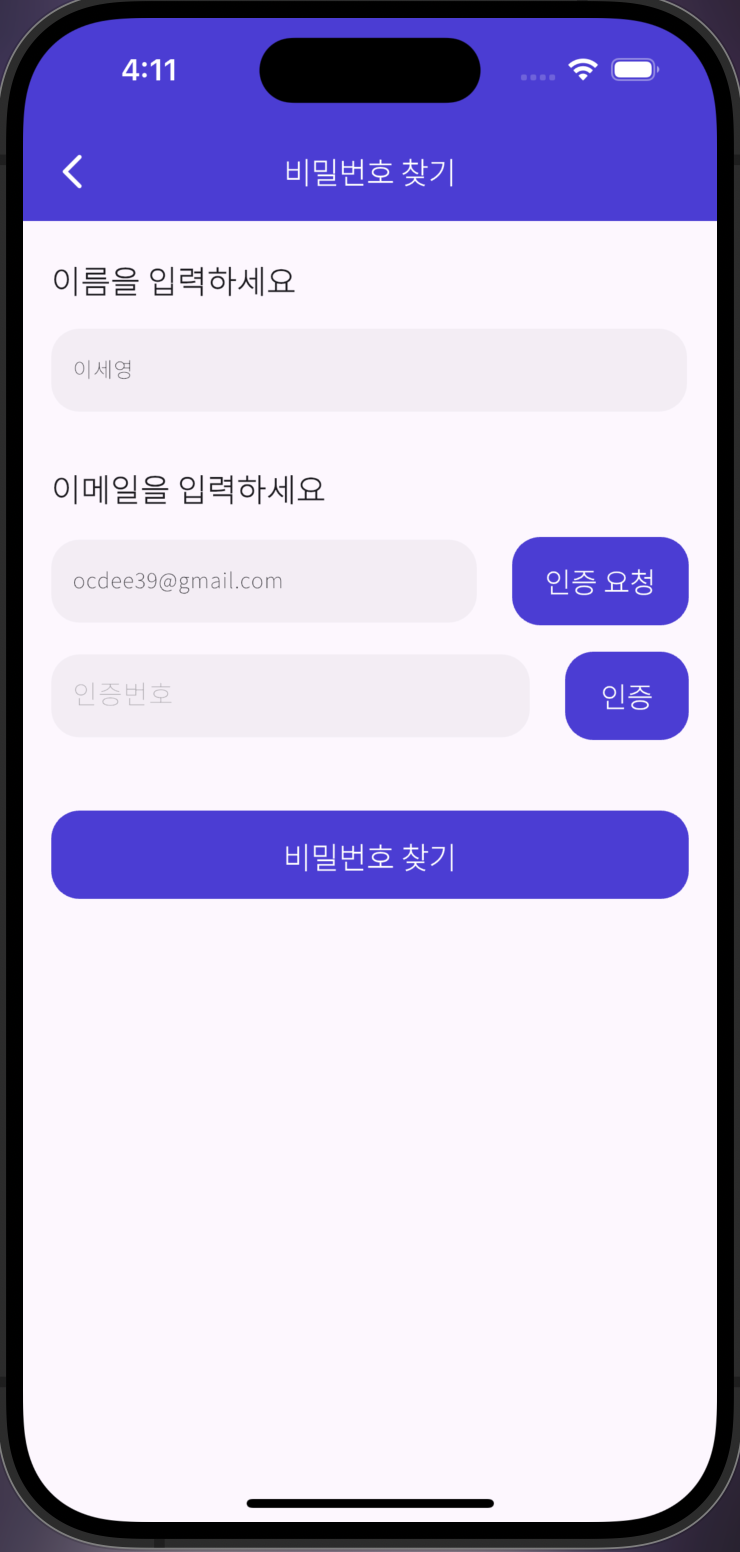 4:11
비밀번호 찾기
이름을 입력하세요
이세영
이메일을 입력하세요
ocdee39@gmail.com
인증 요청
인증번호
인증
비밀번호 찾기